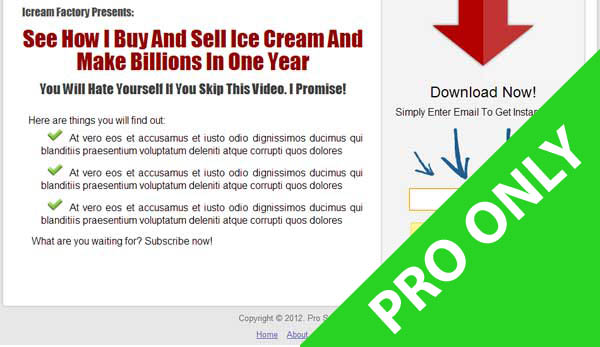 Icream Factory Presents:
See How I Buy And Sell Ice Cream And
Make Billions In One Year
You Will Hate Yourself If You Skip This Video. I Promise!
Here are things you will find out:
At vero eos et accusamus et iusto odio dignissimos ducimus qui
blanditiis praesentium voluptatum deleniti atque corrupti quos dolores
At vero eos et accusamus et iusto odio dignissimos ducimus qui
blanditiis praesentium voluptatum deleniti atque corrupti quos dolores
At vero eos et accusamus et iusto odio dignissimos ducimus qui
blanditiis praesentium voluptatum deleniti atque corrupti quos dolores
What are you waiting for? Subscribe now!
Download Now!
Simply Enter Email To Get
PRO ONLY
Copyright © 2012. Pro
Home About